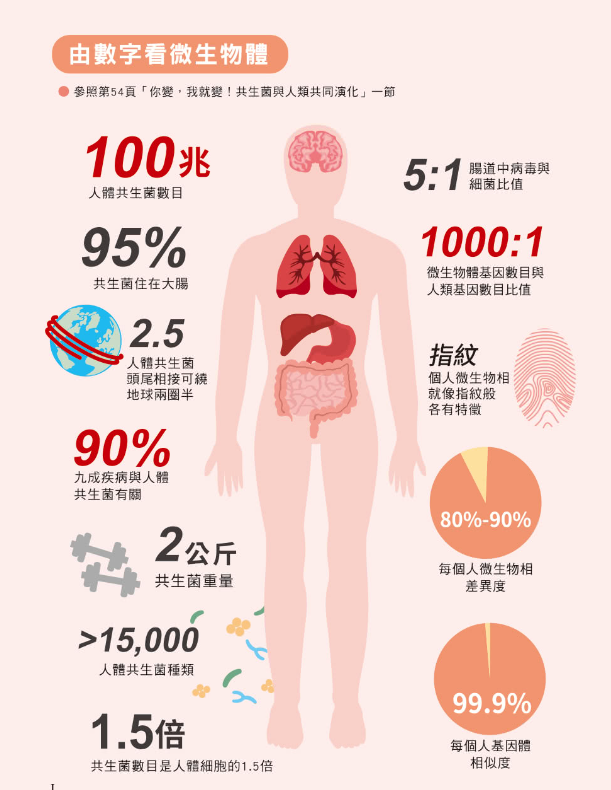 由數字看微生物體
參照第54頁「你變，我就變！共生菌與人類共同演化」一節
100兆
人體共生菌數目
95%
共生菌住在大腸
2.5
人體共生菌
頭尾相接可繞
地球兩圈半
90%
九成疾病與人體
共生菌有關
2公斤
共生菌重量
>15,000
人體共生菌種類
1.5倍
共生菌數目是人體細胞的1.5倍
5:1
腸道中病毒與
細菌比值
1000:1
微生物體基因數目與
人類基因數目比值
指紋
個人微生物相
就像指紋般
各有特徵
80%-90%
每個人微生物相
差異度
99.9%
每個人基因體
相似度